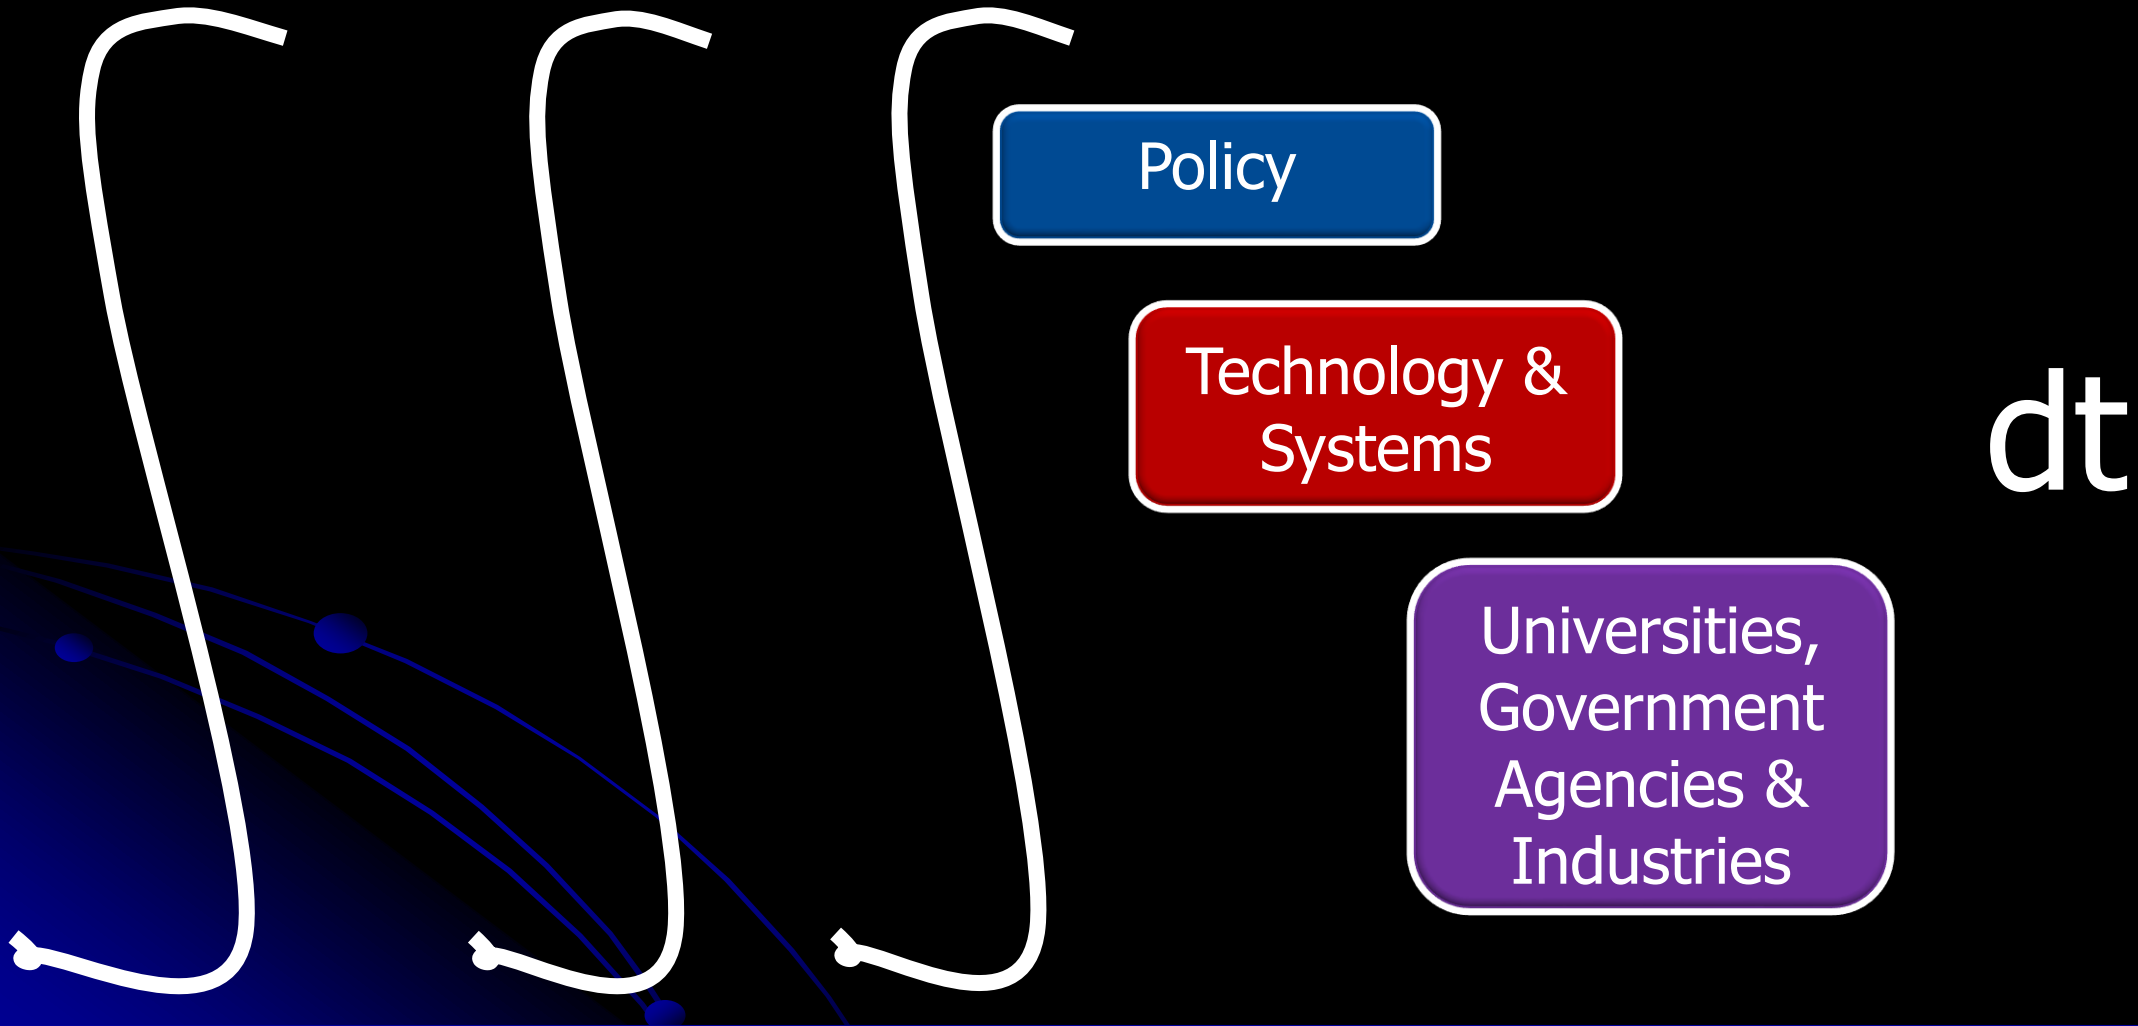 Policy
Technology &
Systems
dt
Universities,
Government
Agencies &
Industries